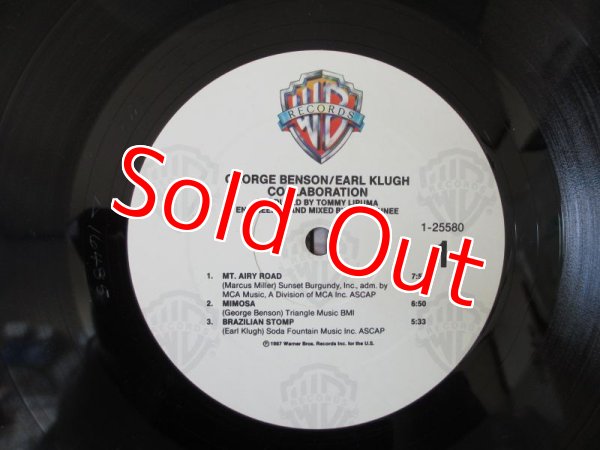 WB
RECORDS
GEORGE BENSON/EARL KLUGH
COLLABORATION
BY TOMMY LIPUMA
AND MIXED BY
1-25580
1
Sold Out
1. MT. AIRY ROAD
(Marcus Miller) Sunset Burgundy, Inc., adm. by
MCA Music, A Division of MCA Inc. ASCAP
2. MIMOSA 6:50
(George Benson) Triangle Music BMI
3. BRAZILIAN STOMP 5:33
(Earl Klugh) Soda Fountain Music Inc. ASCAP
℗1987 Warner Bros. Records Inc. for the U.S.